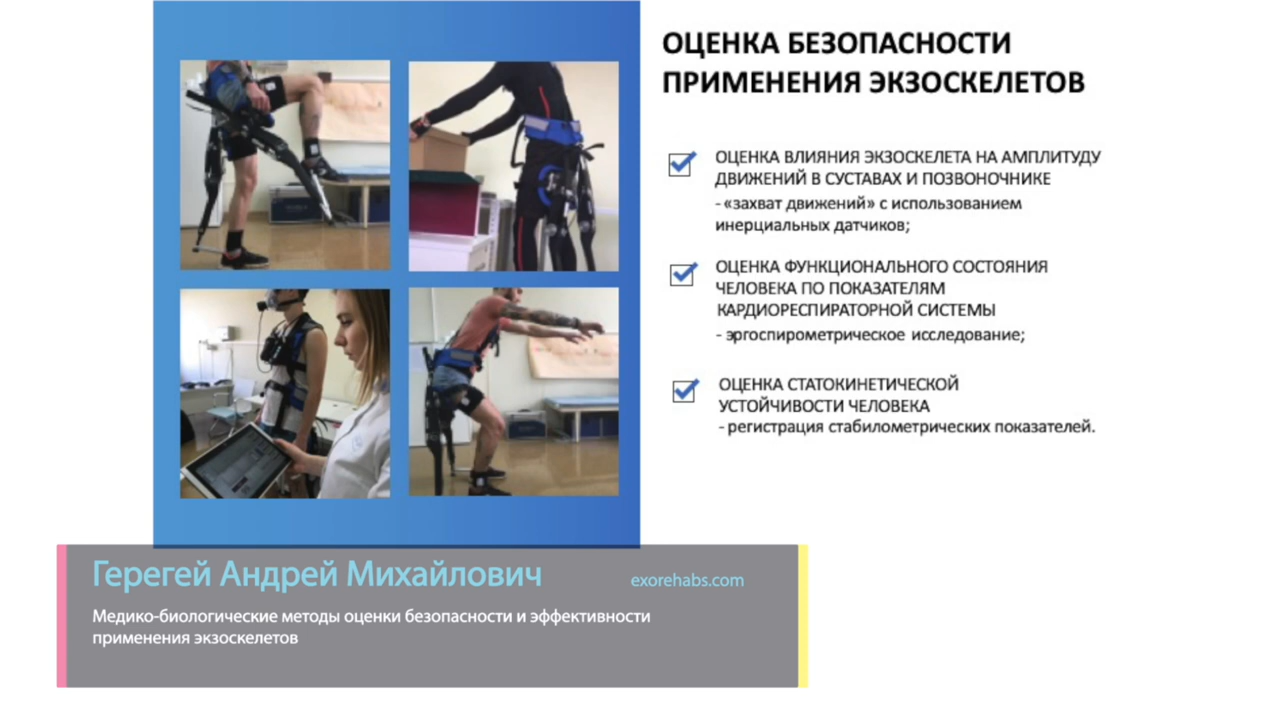 ОЦЕНКА БЕЗОПАСНОСТИ
ПРИМЕНЕНИЯ ЭКЗОСКЕЛЕТОВ
ОЦЕНКА ВЛИЯНИЯ ЭКЗОСКЕЛЕТА НА АМПЛИТУДУ
ДВИЖЕНИЙ В СУСТАВАХ И ПОЗВОНОЧНИКЕ
- «захват движений» с использованием
инерциальных датчиков;
ОЦЕНКА ФУНКЦИОНАЛЬНОГО СОСТОЯНИЯ
ЧЕЛОВЕКА ПО ПОКАЗАТЕЛЯМ
КАРДИОРЕСПИРАТОРНОЙ СИСТЕМЫ
- эргоспирометрическое исследование;
ОЦЕНКА СТАТОКИНЕТИЧЕСКОЙ
УСТОЙЧИВОСТИ ЧЕЛОВЕКА
- регистрация стабилометрических показателей.
Герегей Андрей Михайлович
exorehabs.com
Медико-биологические методы оценки безопасности и эффективности
применения экзоскелетов